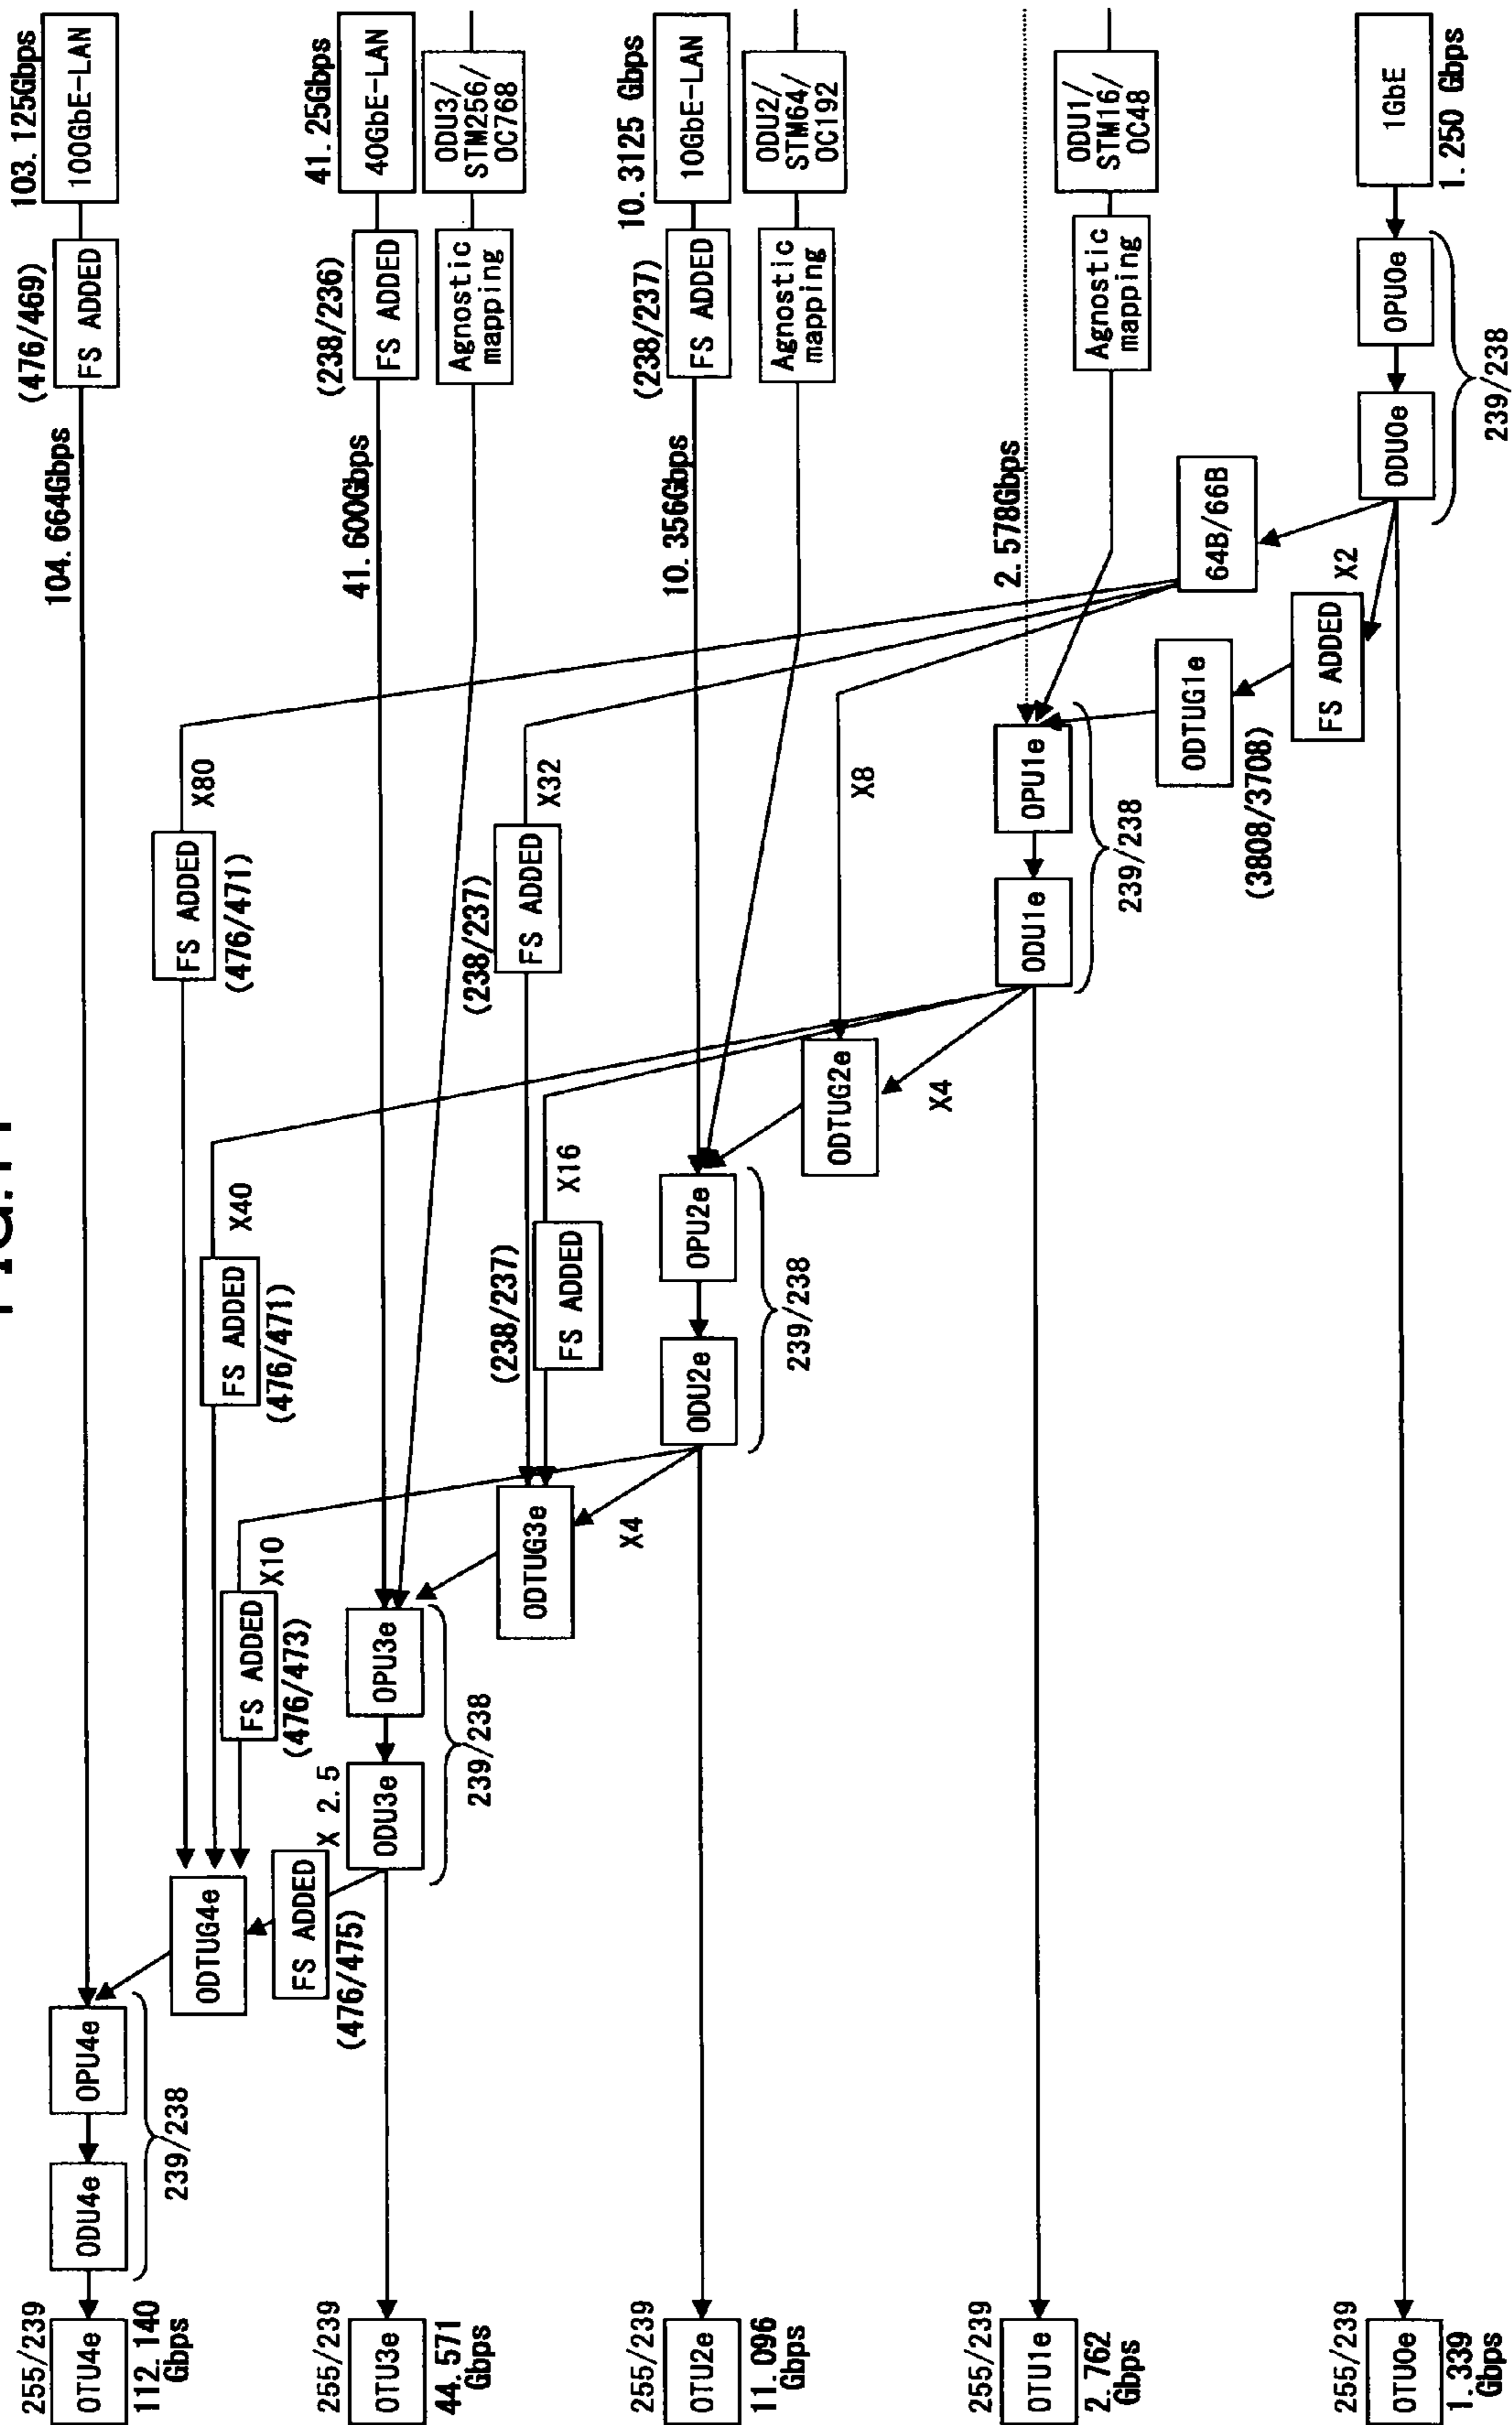 255/239
OTU4e
112.140
Gbps
ODU4e
OPU4e
239/238
104.664Gbps
(476/469)
FS ADDED
103.125Gbps
100GbE-LAN
ODTUG4e
FS ADDED
(476/471)
X80
FS ADDED
(476/471)
X40
FS ADDED
(476/473)
X10
FS ADDED
(476/475)
X 2.5
255/239
OTU3e
44.571
Gbps
ODU3e
OPU3e
239/238
41.600Gbps
(238/236)
FS ADDED
41.25Gbps
40GbE-LAN
Agnostic
mapping
ODU3/
STM256/
OC768
ODTUG3e
X4
(238/237)
FS ADDED
X32
(238/237)
FS ADDED
X16
255/239
OTU2e
11.096
Gbps
ODU2e
OPU2e
239/238
10.356Gbps
(238/237)
FS ADDED
10.3125 Gbps
10GbE-LAN
Agnostic
mapping
ODU2/
STM64/
OC192
ODTUG2e
X4
X8
255/239
OTU1e
2.762
Gbps
ODU1e
OPU1e
239/238
2.578Gbps
Agnostic
mapping
ODU1/
STM16/
OC48
ODTUG1e
(3808/3708)
64B/66B
FS ADDED
X2
255/239
OTU0e
1.339
Gbps
ODU0e
OPU0e
239/238
1GbE
1.250 Gbps